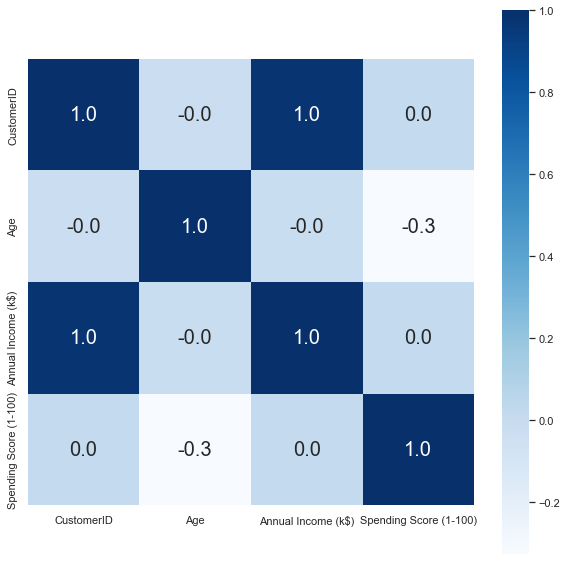 1.0
CustomerID 1.0 -0.0 1.0 0.0
0.8
0.6
Age -0.0 1.0 -0.0 -0.3
0.4
Annual Income (k$) 1.0 -0.0 1.0 0.0
0.2
0.0
Spending Score (1-100) 0.0 -0.3 0.0 1.0
-0.2
CustomerID Age Annual Income (k$) Spending Score (1-100)